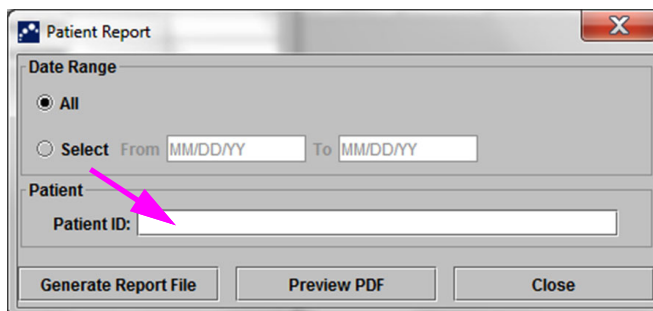 Patient Report
Date Range
All
Select From MM/DD/YY To MM/DD/YY
Patient
Patient ID:
Generate Report File Preview PDF Close